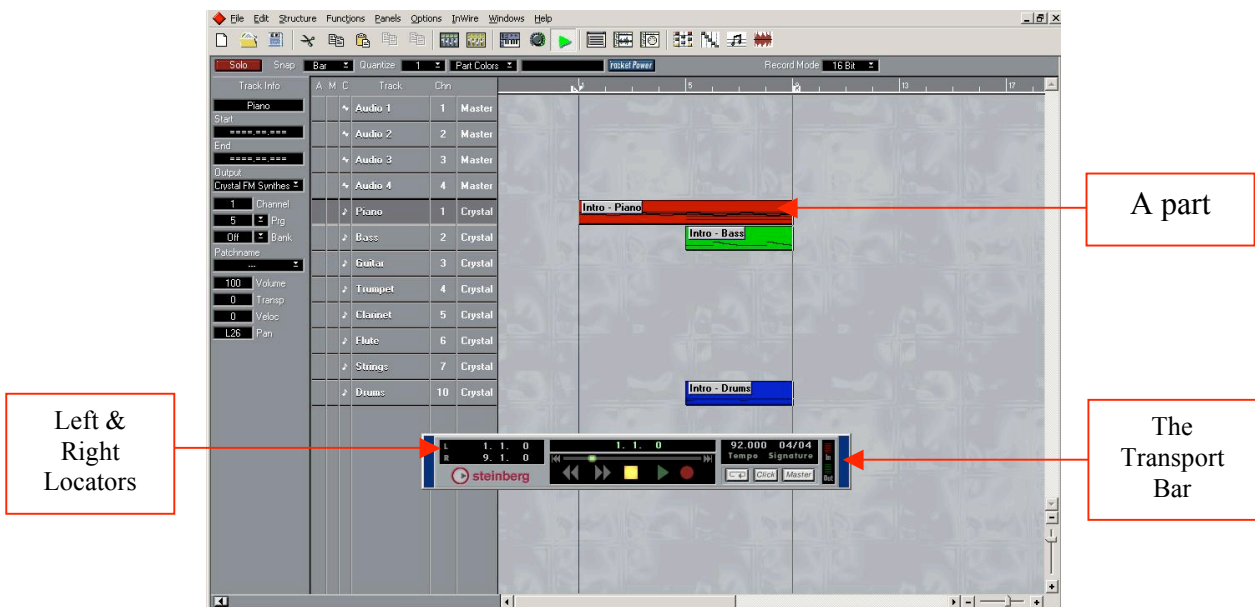 File Edit Structure Functions Panels Options InWire Windows Help
Solo Snap Bar Quantize 1 Part Colors rocket Power Record Mode 16 Bit
Track Info A M C Track Chn
5 13 17
Piano
Start
====.==.===
End
====.==.===
Output
Crystal FM Synthes
1 Channel
5 Prg
Off Bank
Patchname
---
100 Volume
0 Transp
0 Veloc
L26 Pan
Audio 1 1 Master
Audio 2 2 Master
Audio 3 3 Master
Audio 4 4 Master
Piano 1 Crystal
Bass 2 Crystal
Guitar 3 Crystal
Trumpet 4 Crystal
Clarinet 5 Crystal
Flute 6 Crystal
Strings 7 Crystal
Drums 10 Crystal
Intro - Piano
Intro - Bass
Intro - Drums
A part
Left &
Right
Locators
L 1. 1. 0
R 9. 1. 0
steinberg
1. 1. 0
92.000 04/04
Tempo Signature
Click Master
In
Out
The
Transport
Bar